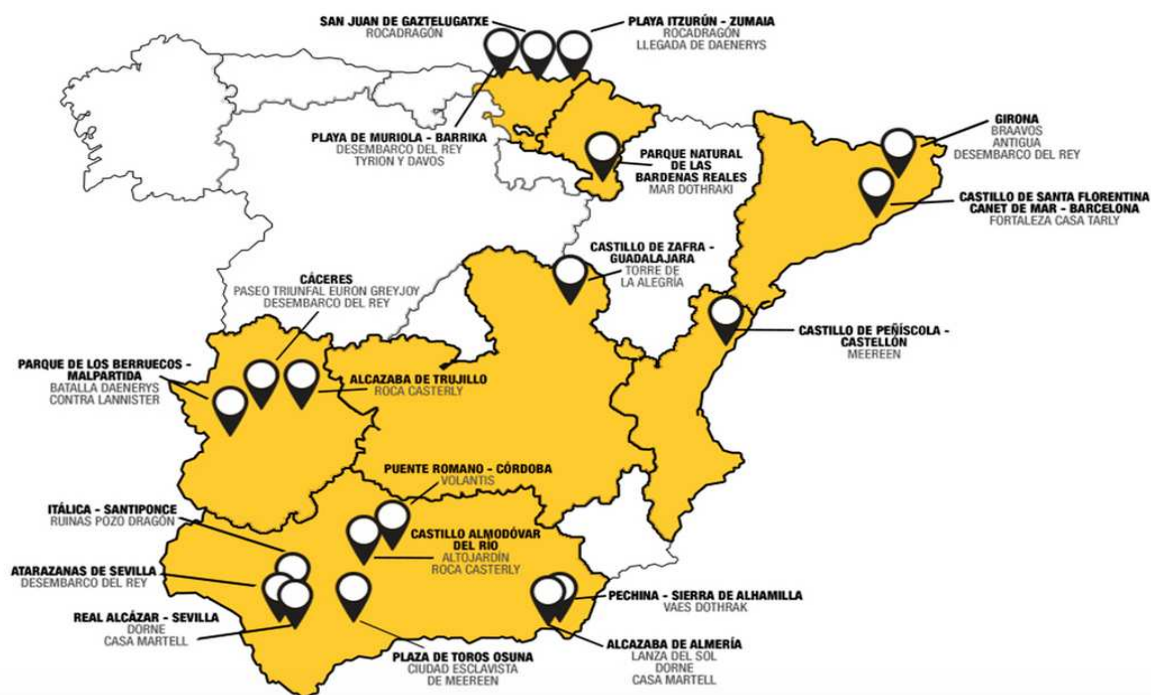 SAN JUAN DE GAZTELUGATXE
ROCADRAGÓN
PLAYA ITZURÚN - ZUMAIA
ROCADRAGÓN
LLEGADA DE DAENERYS
PLAYA DE MURIOLA - BARRIKA
DESEMBARCO DEL REY
TYRION Y DAVOS
PARQUE NATURAL
DE LAS
BARDENAS REALES
MAR DOTHRAKI
GIRONA
BRAAVOS
ANTIGUA
DESEMBARCO DEL REY
CASTILLO DE SANTA FLORENTINA
CANET DE MAR - BARCELONA
FORTALEZA CASA TARLY
CASTILLO DE ZAFRA -
GUADALAJARA
TORRE DE
LA ALEGRÍA
CÁCERES
PASEO TRIUNFAL EURON GREYJOY
DESEMBARCO DEL REY
CASTILLO DE PEÑÍSCOLA -
CASTELLÓN
MEEREEN
PARQUE DE LOS BERRUECOS -
MALPARTIDA
BATALLA DAENERYS
CONTRA LANNISTER
ALCAZABA DE TRUJILLO
ROCA CASTERLY
PUENTE ROMANO - CÓRDOBA
VOLANTIS
ITÁLICA - SANTIPONCE
RUINAS POZO DRAGÓN
CASTILLO ALMODÓVAR
DEL RÍO
ALTOJARDÍN
ROCA CASTERLY
ATARAZANAS DE SEVILLA
DESEMBARCO DEL REY
REAL ALCÁZAR - SEVILLA
DORNE
CASA MARTELL
PECHINA - SIERRA DE ALHAMILLA
VAES DOTHRAK
PLAZA DE TOROS OSUNA
CIUDAD ESCLAVISTA
DE MEEREEN
ALCAZABA DE ALMERÍA
LANZA DEL SOL
DORNE
CASA MARTELL